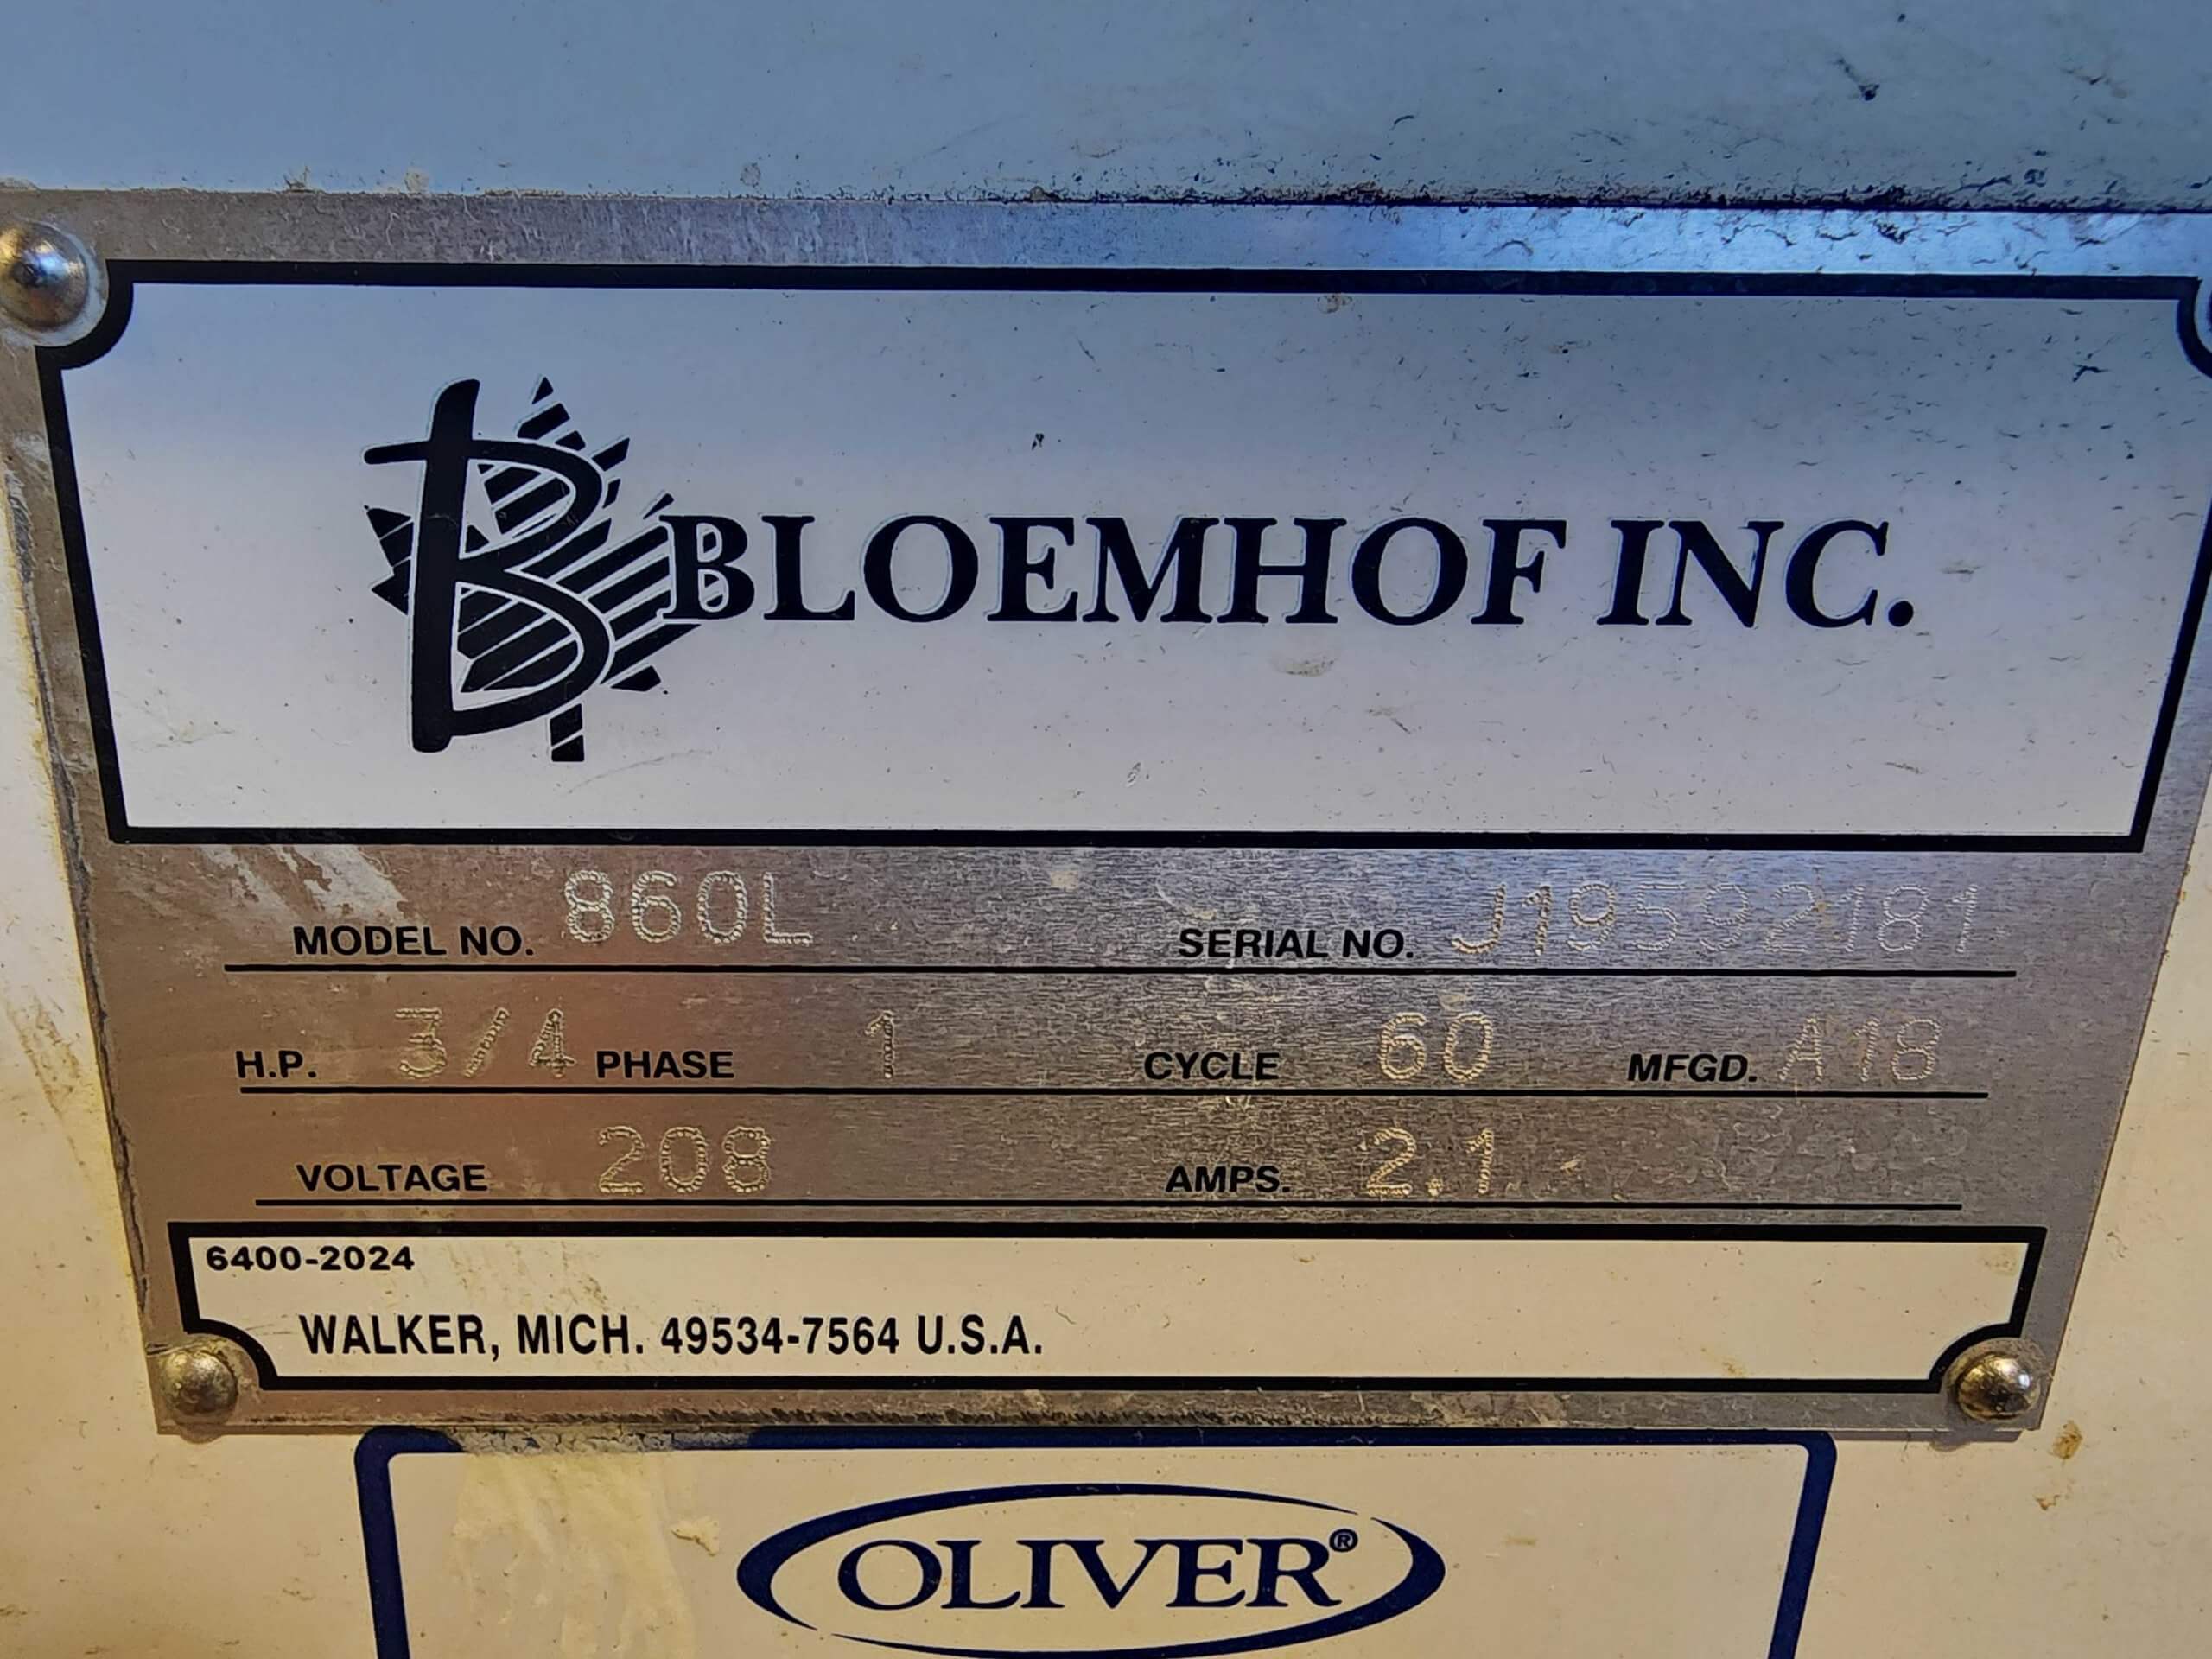 BLOEMHOF INC.
MODEL NO. 860L SERIAL NO. J19592181
H.P. 3/4 PHASE 1 CYCLE 60 MFGD. A18
VOLTAGE 208 AMPS. 2.1
6400-2024
WALKER, MICH. 49534-7564 U.S.A.
OLIVER®